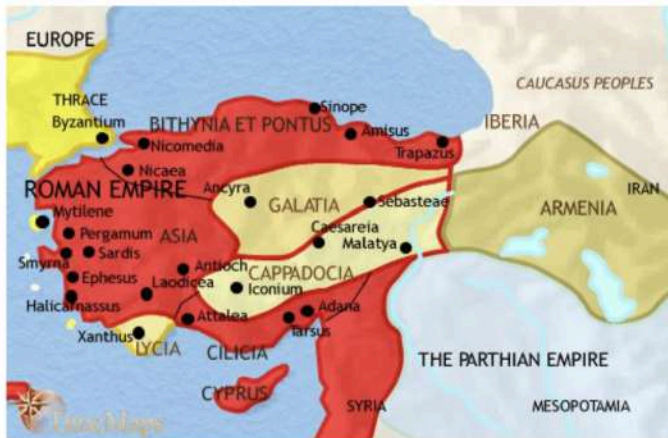 EUROPE
CAUCASUS PEOPLES
THRACE
Byzantium
BITHYNIA ET PONTUS
Sinope
Amisus
IBERIA
Nicomedia
Trapazus
Nicaea
ROMAN EMPIRE
Ancyra
GALATIA
Sebasteae
IRAN
ARMENIA
Mytilene
Pergamum
ASIA
Caesareia
Malatya
Sardis
Smyrna
Antioch
CAPPADOCIA
Ephesus
Laodicea
Iconium
Halicarnassus
Attalea
Adana
Tarsus
Xanthus
LYCIA
CILICIA
THE PARTHIAN EMPIRE
CYPRUS
SYRIA
MESOPOTAMIA
TimeMaps